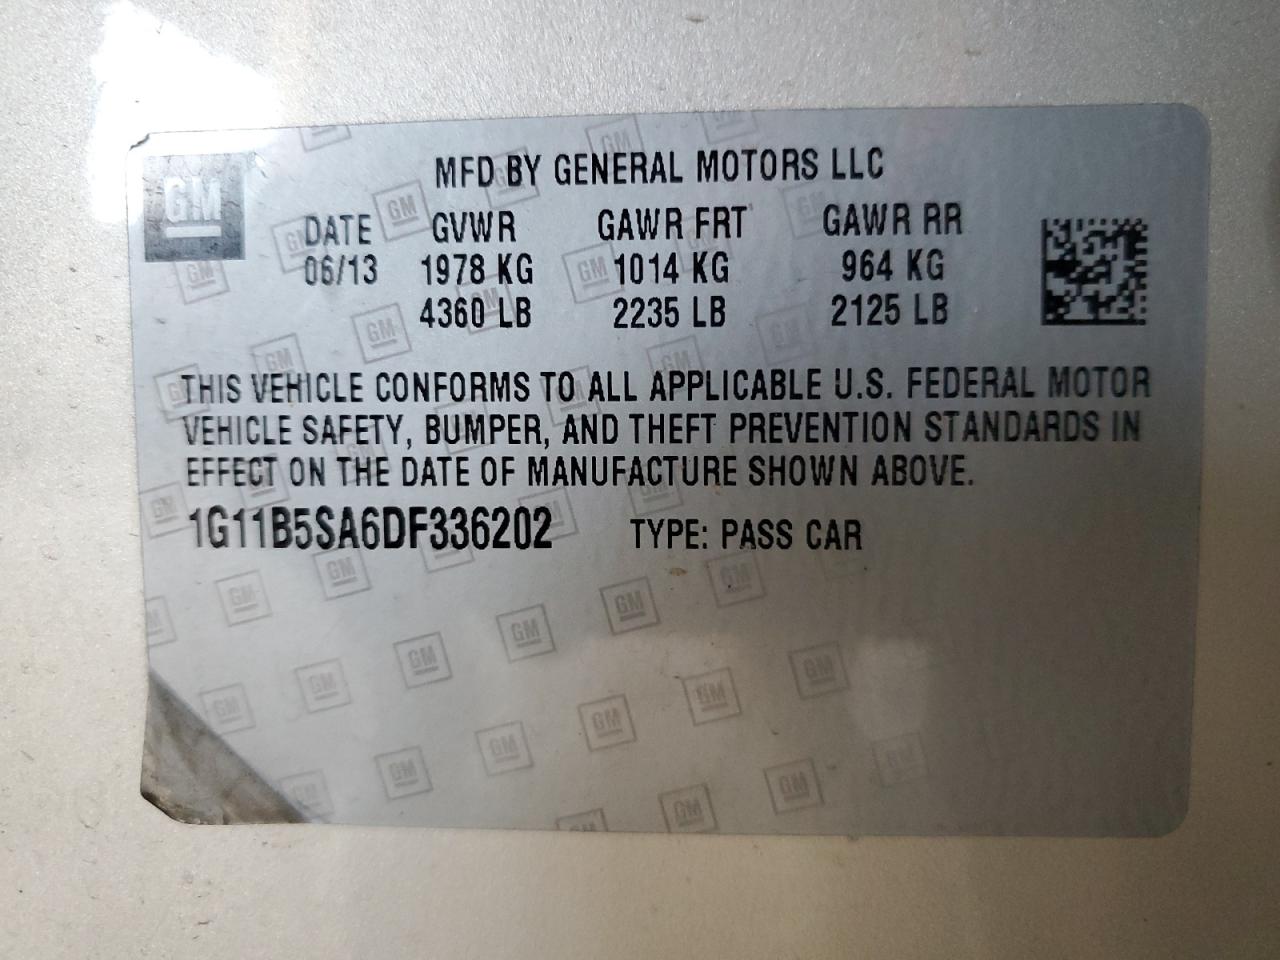 GM
MFD BY GENERAL MOTORS LLC
DATE GVWR GAWR FRT GAWR RR
06/13 1978 KG 1014 KG 964 KG
4360 LB 2235 LB 2125 LB
THIS VEHICLE CONFORMS TO ALL APPLICABLE U.S. FEDERAL MOTOR
VEHICLE SAFETY, BUMPER, AND THEFT PREVENTION STANDARDS IN
EFFECT ON THE DATE OF MANUFACTURE SHOWN ABOVE.
1G11B5SA6DF336202 TYPE: PASS CAR